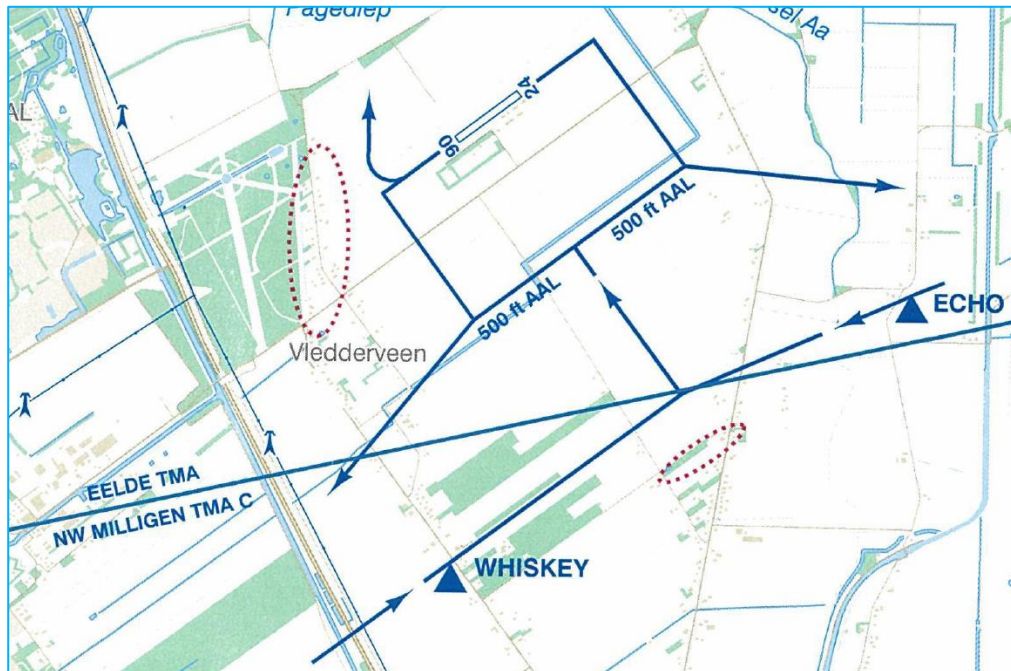 Pagediep
sel Aa
AL
24
06
500 ft AAL
500 ft AAL
ECHO
Vledderveen
EELDE TMA
NW MILLIGEN TMA C
WHISKEY